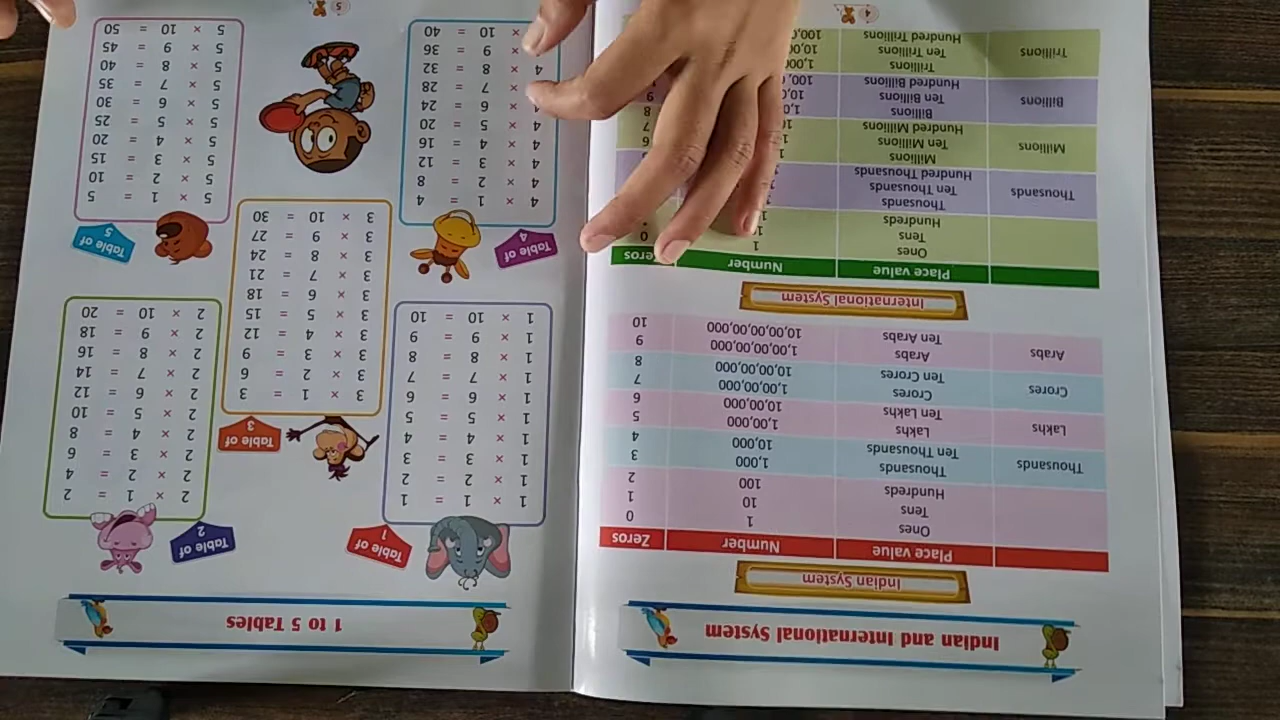 Indian and International System
Indian System
Place value Number Zeros
Ones 1 0
Tens 10 1
Hundreds 100 2
Thousands Thousands 1,000 3
Ten Thousands 10,000 4
Lakhs Lakhs 1,00,000 5
Ten Lakhs 10,00,000 6
Crores Crores 1,00,00,000 7
Ten Crores 10,00,00,000 8
Arabs Arabs 1,00,00,00,000 9
Ten Arabs 10,00,00,00,000 10
International System
Place value Number Zeros
Ones 1 0
Tens
Hundreds
Thousands Thousands
Ten Thousands
Hundred Thousands
Millions Millions 6
Ten Millions 7
Hundred Millions 8
Billions Billions 9
Ten Billions
Hundred Billions
Trillions Trillions
Ten Trillions
Hundred Trillions
4
1 to 5 Tables
Table of 1
1 × 1 = 1
1 × 2 = 2
1 × 3 = 3
1 × 4 = 4
1 × 5 = 5
1 × 6 = 6
1 × 7 = 7
1 × 8 = 8
1 × 9 = 9
1 × 10 = 10
Table of 2
2 × 1 = 2
2 × 2 = 4
2 × 3 = 6
2 × 4 = 8
2 × 5 = 10
2 × 6 = 12
2 × 7 = 14
2 × 8 = 16
2 × 9 = 18
2 × 10 = 20
Table of 3
3 × 1 = 3
3 × 2 = 6
3 × 3 = 9
3 × 4 = 12
3 × 5 = 15
3 × 6 = 18
3 × 7 = 21
3 × 8 = 24
3 × 9 = 27
3 × 10 = 30
Table of 4
4 × 1 = 4
4 × 2 = 8
4 × 3 = 12
4 × 4 = 16
4 × 5 = 20
4 × 6 = 24
× 7 = 28
4 × 8 = 32
× 9 = 36
× 10 = 40
Table of 5
5 × 1 = 5
5 × 2 = 10
5 × 3 = 15
5 × 4 = 20
5 × 5 = 25
5 × 6 = 30
5 × 7 = 35
5 × 8 = 40
5 × 9 = 45
5 × 10 = 50
5